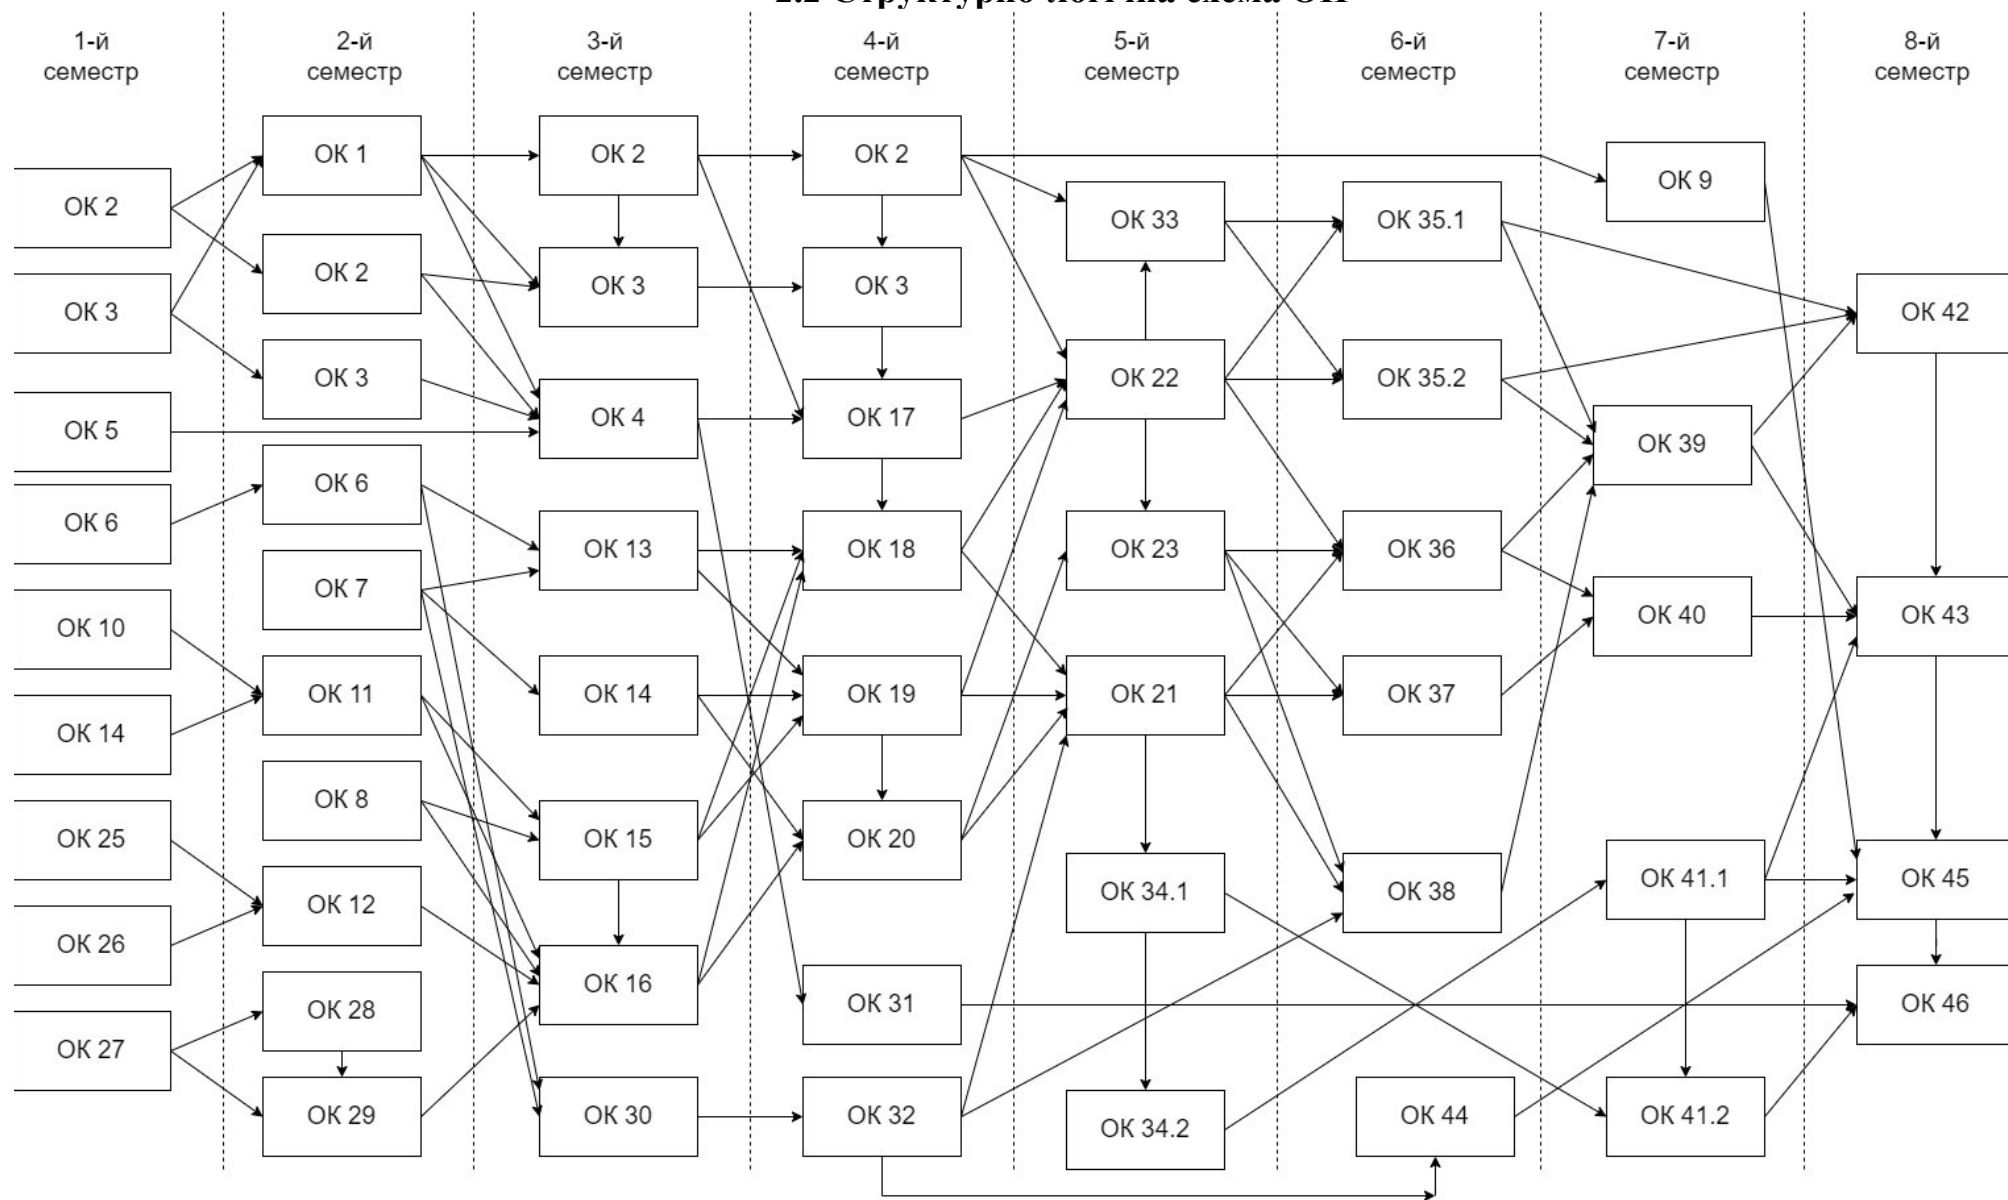 2.2 Структурно-логічна схема ОП
1-й семестр
2-й семестр
3-й семестр
4-й семестр
5-й семестр
6-й семестр
7-й семестр
8-й семестр
ОК 2
ОК 3
ОК 5
ОК 6
ОК 10
ОК 14
ОК 25
ОК 26
ОК 27
ОК 1
ОК 2
ОК 3
ОК 6
ОК 7
ОК 11
ОК 8
ОК 12
ОК 28
ОК 29
ОК 2
ОК 3
ОК 4
ОК 13
ОК 14
ОК 15
ОК 16
ОК 30
ОК 2
ОК 3
ОК 17
ОК 18
ОК 19
ОК 20
ОК 31
ОК 32
ОК 33
ОК 22
ОК 23
ОК 21
ОК 34.1
ОК 34.2
ОК 35.1
ОК 35.2
ОК 36
ОК 37
ОК 38
ОК 44
ОК 9
ОК 39
ОК 40
ОК 41.1
ОК 41.2
ОК 42
ОК 43
ОК 45
ОК 46